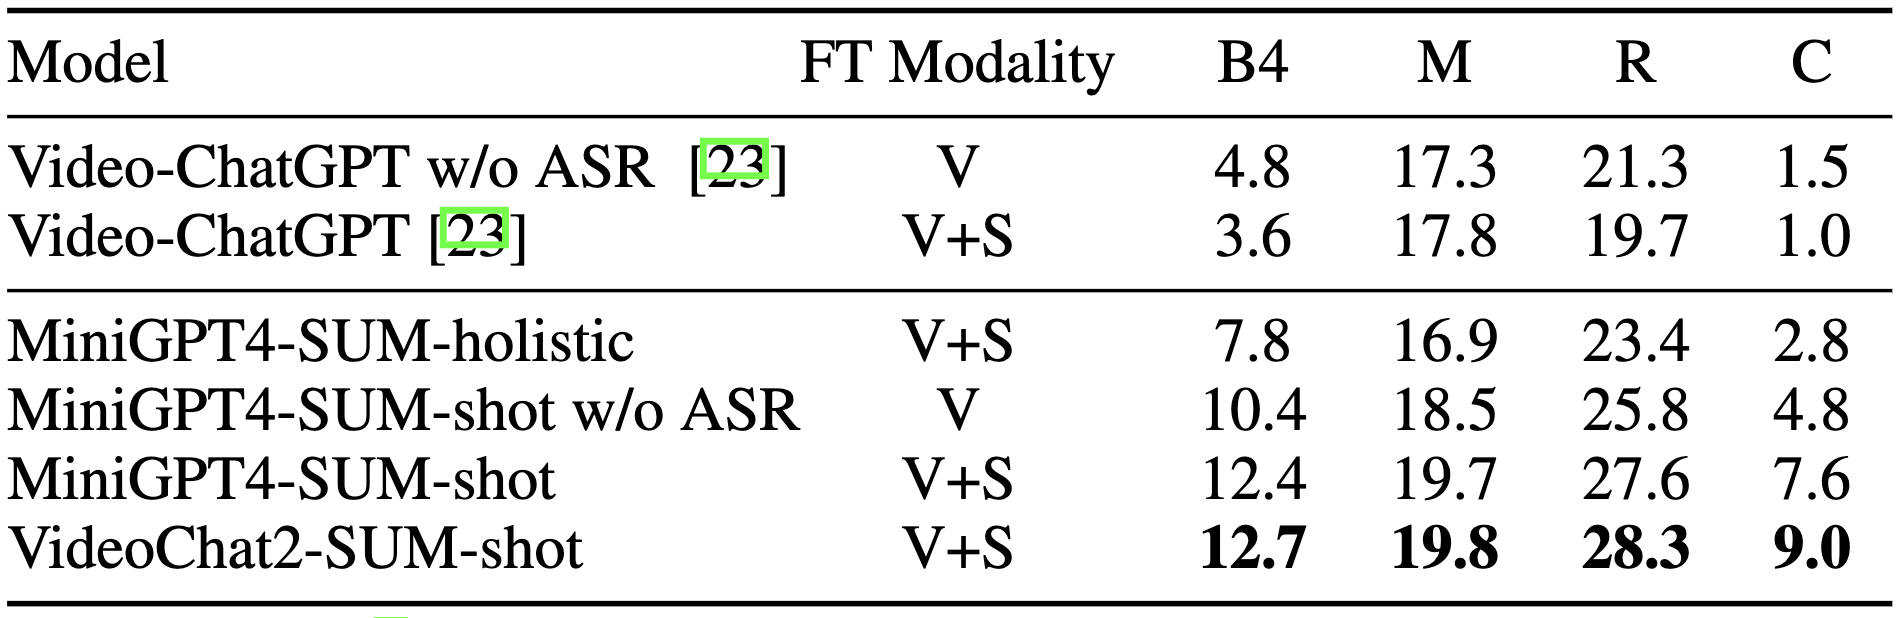 Model FT Modality B4 M R C
Video-ChatGPT w/o ASR [23] V 4.8 17.3 21.3 1.5
Video-ChatGPT [23] V+S 3.6 17.8 19.7 1.0
MiniGPT4-SUM-holistic V+S 7.8 16.9 23.4 2.8
MiniGPT4-SUM-shot w/o ASR V 10.4 18.5 25.8 4.8
MiniGPT4-SUM-shot V+S 12.4 19.7 27.6 7.6
VideoChat2-SUM-shot V+S 12.7 19.8 28.3 9.0